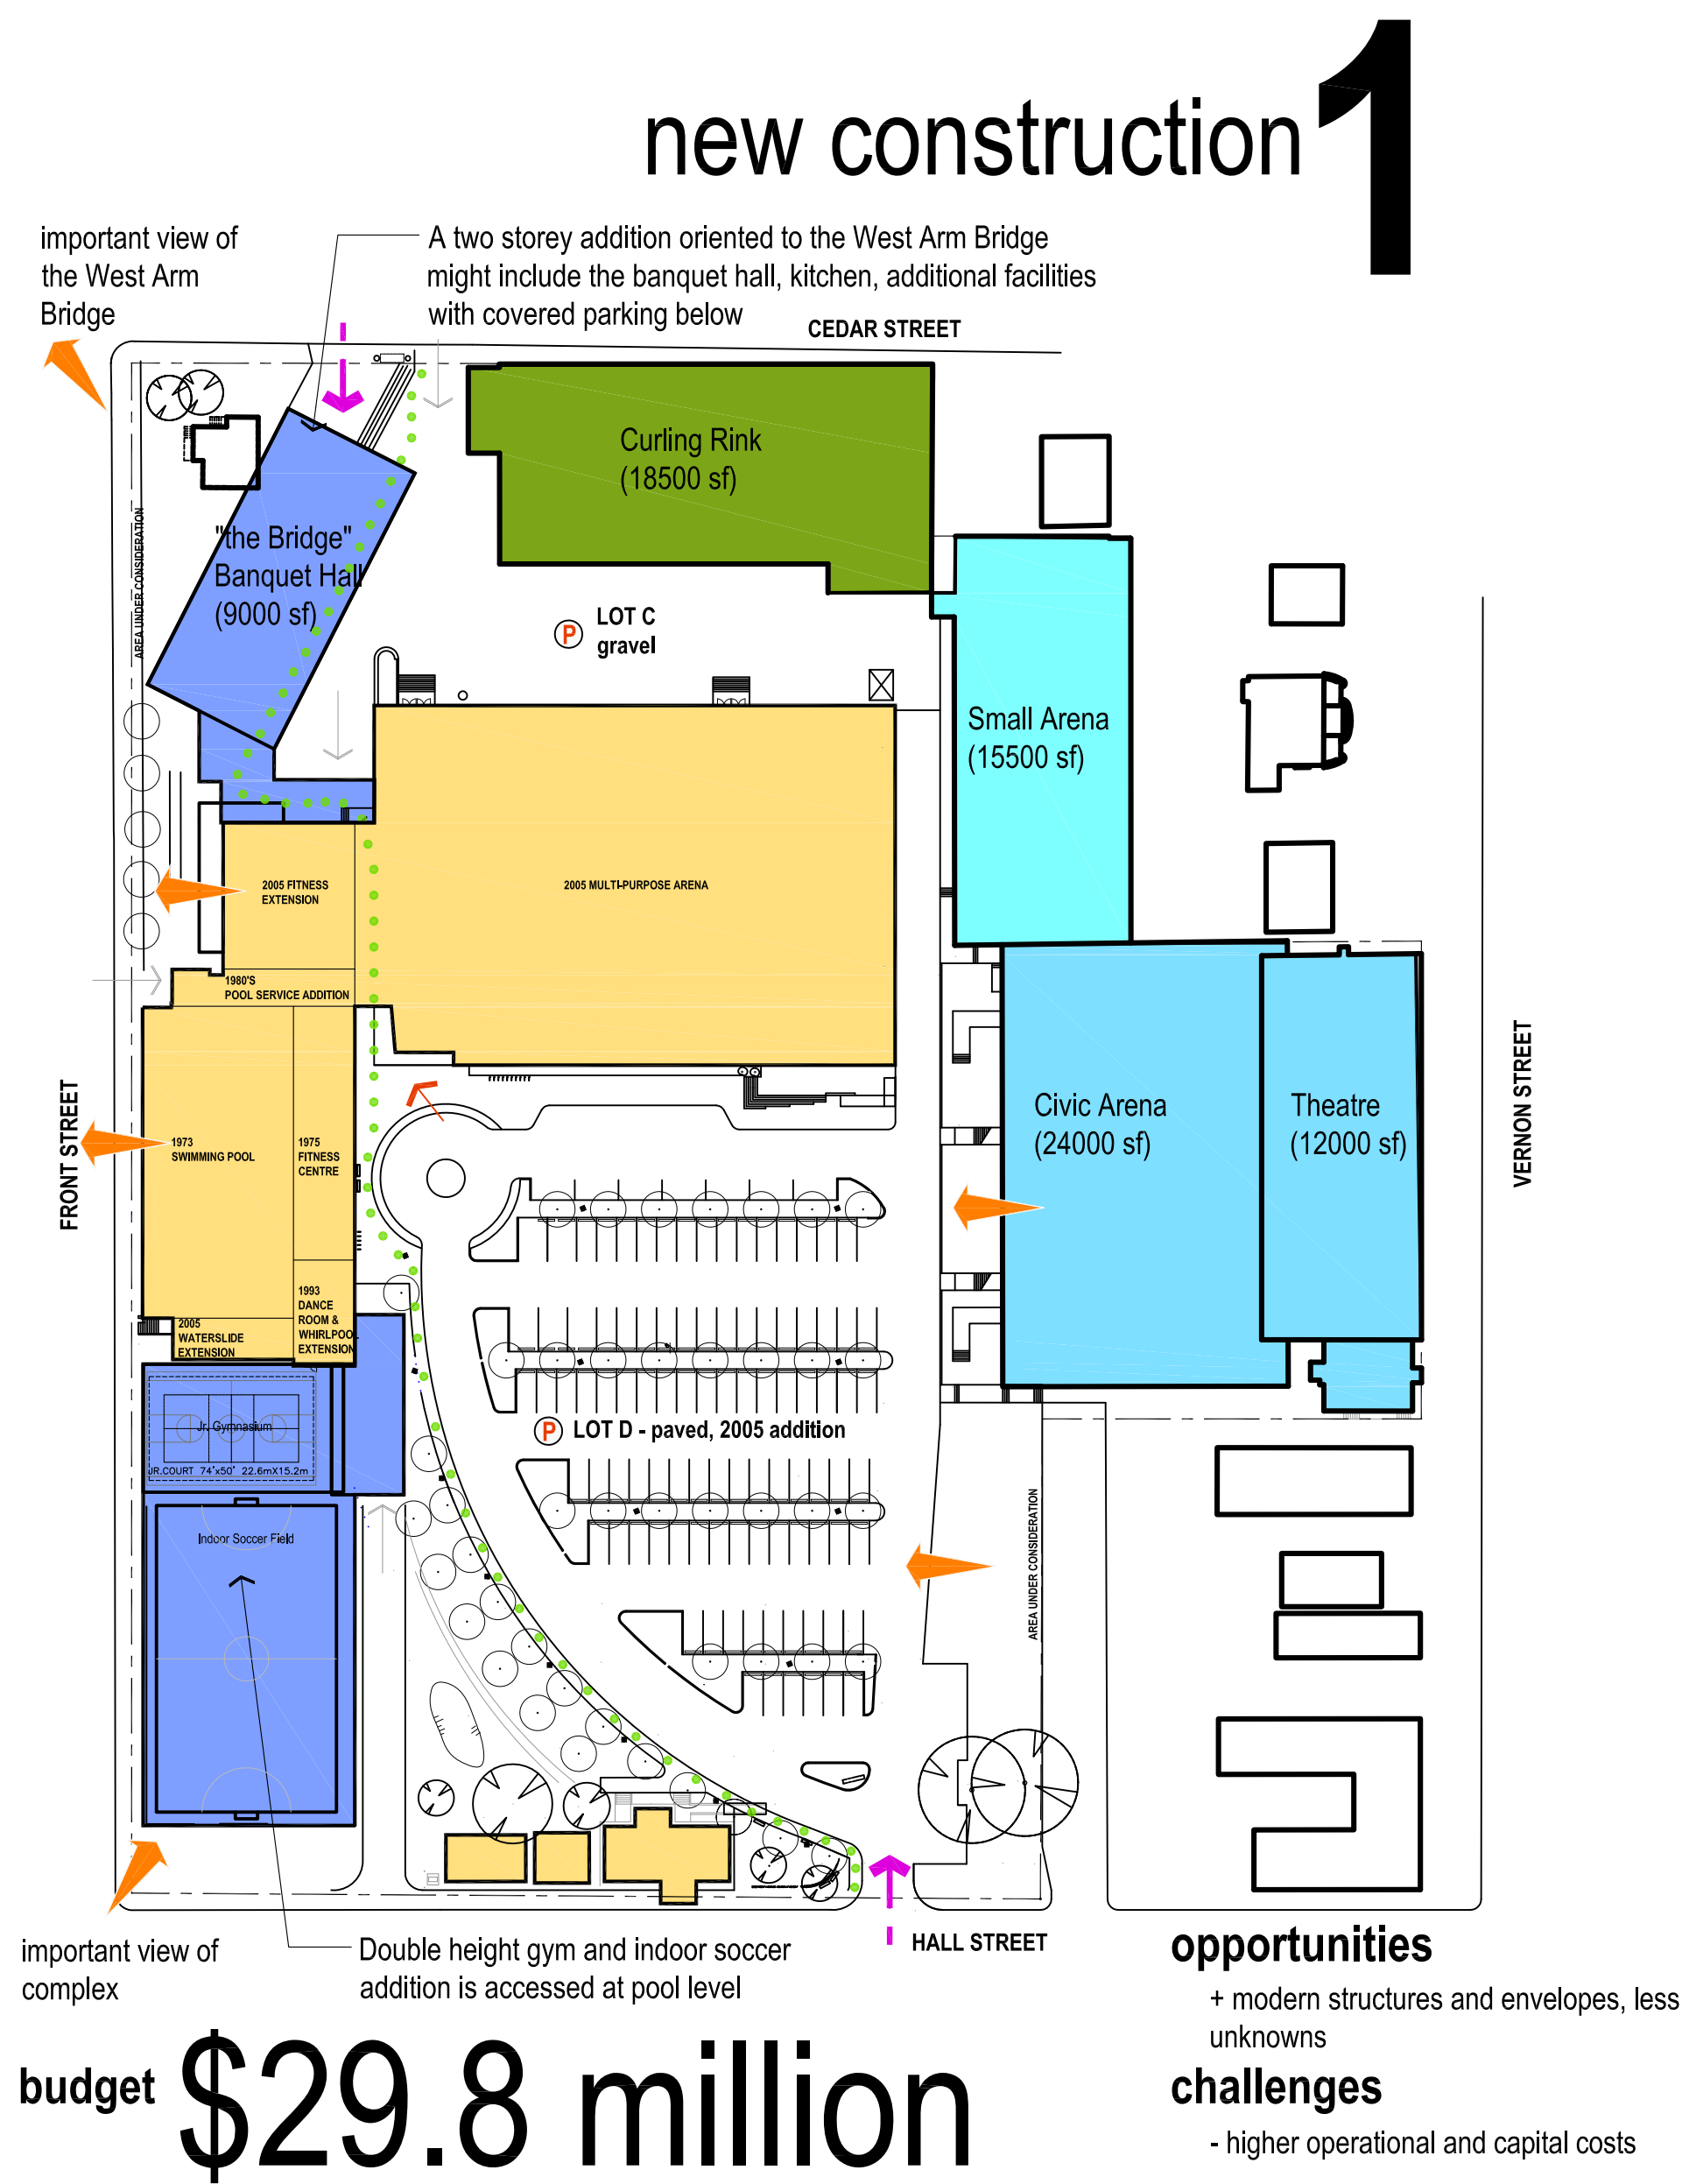 new construction 1
important view of
the West Arm
Bridge
A two storey addition oriented to the West Arm Bridge
might include the banquet hall, kitchen, additional facilities
with covered parking below
CEDAR STREET
Curling Rink
(18500 sf)
"the Bridge"
Banquet Hall
(9000 sf)
AREA UNDER CONSIDERATION
P LOT C
gravel
Small Arena
(15500 sf)
2005 FITNESS
EXTENSION
2005 MULTI-PURPOSE ARENA
1980'S
POOL SERVICE ADDITION
FRONT STREET
1973
SWIMMING POOL
1975
FITNESS
CENTRE
Civic Arena
(24000 sf)
Theatre
(12000 sf)
VERNON STREET
1993
DANCE
ROOM &
WHIRLPOOL
EXTENSION
2005
WATERSLIDE
EXTENSION
Jr. Gymnasium
JR.COURT 74'x50' 22.6mX15.2m
P LOT D - paved, 2005 addition
Indoor Soccer Field
AREA UNDER CONSIDERATION
HALL STREET
important view of
complex
Double height gym and indoor soccer
addition is accessed at pool level
opportunities
+ modern structures and envelopes, less
unknowns
challenges
- higher operational and capital costs
budget $29.8 million